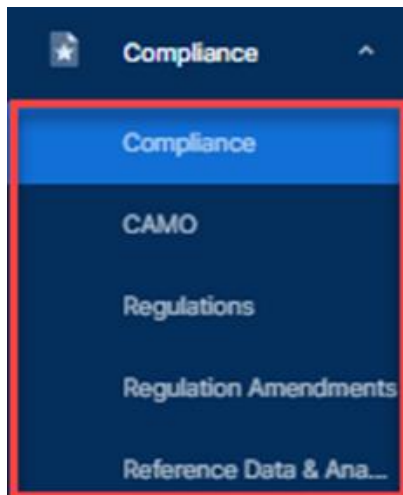 Compliance
Compliance
CAMO
Regulations
Regulation Amendments
Reference Data & Ana...